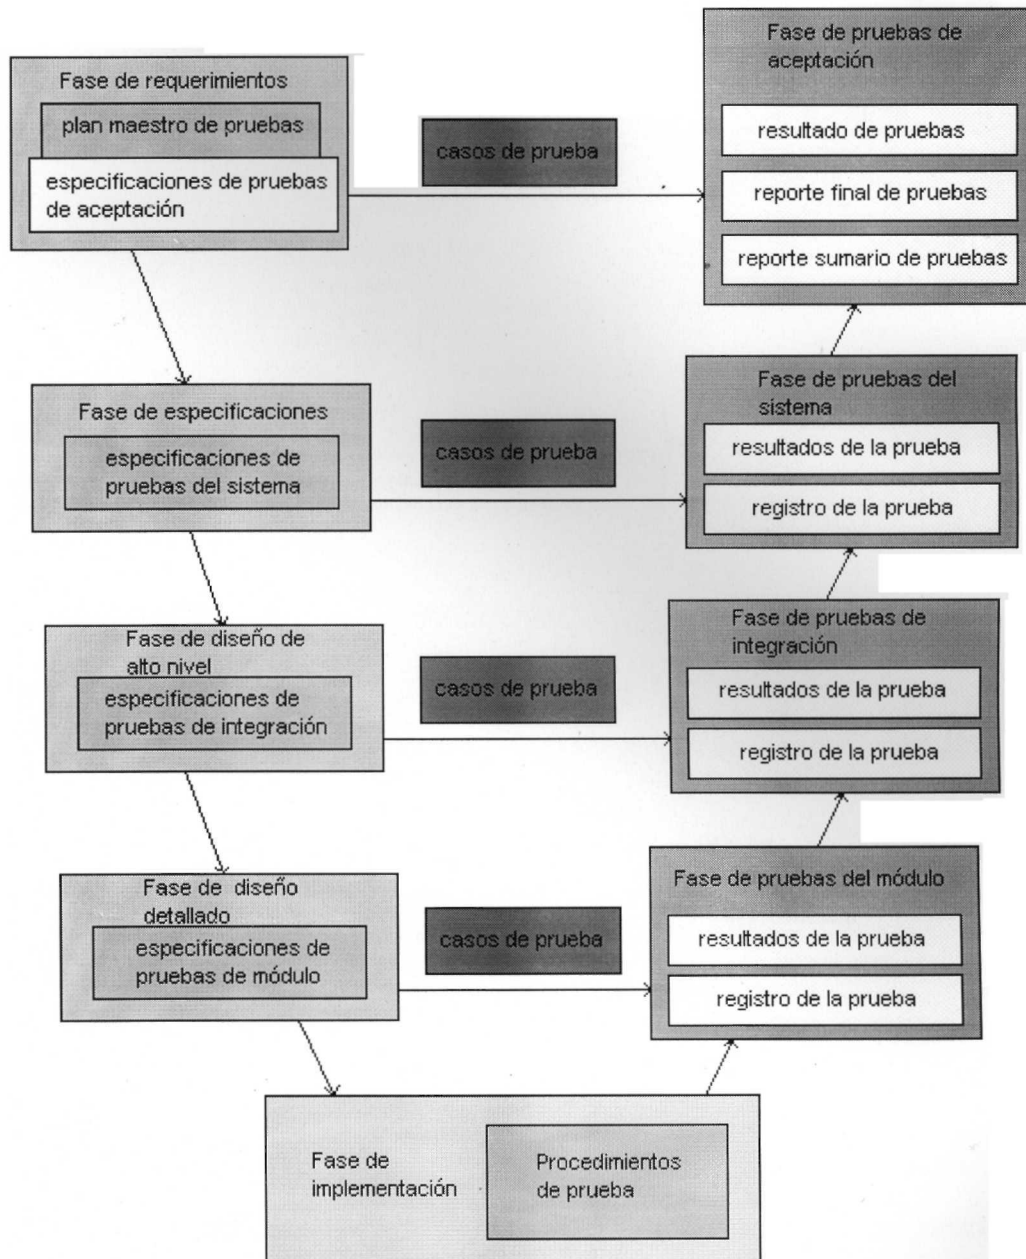 Fase de requerimientos
plan maestro de pruebas
especificaciones de pruebas
de aceptación
casos de prueba
Fase de pruebas de
aceptación
resultado de pruebas
reporte final de pruebas
reporte sumario de pruebas
Fase de especificaciones
especificaciones de
pruebas del sistema
casos de prueba
Fase de pruebas del
sistema
resultados de la prueba
registro de la prueba
Fase de diseño de
alto nivel
especificaciones de
pruebas de integración
casos de prueba
Fase de pruebas de
integración
resultados de la prueba
registro de la prueba
Fase de diseño
detallado
especificaciones de
pruebas de módulo
casos de prueba
Fase de pruebas del módulo
resultados de la prueba
registro de la prueba
Fase de
implementación
Procedimientos
de prueba